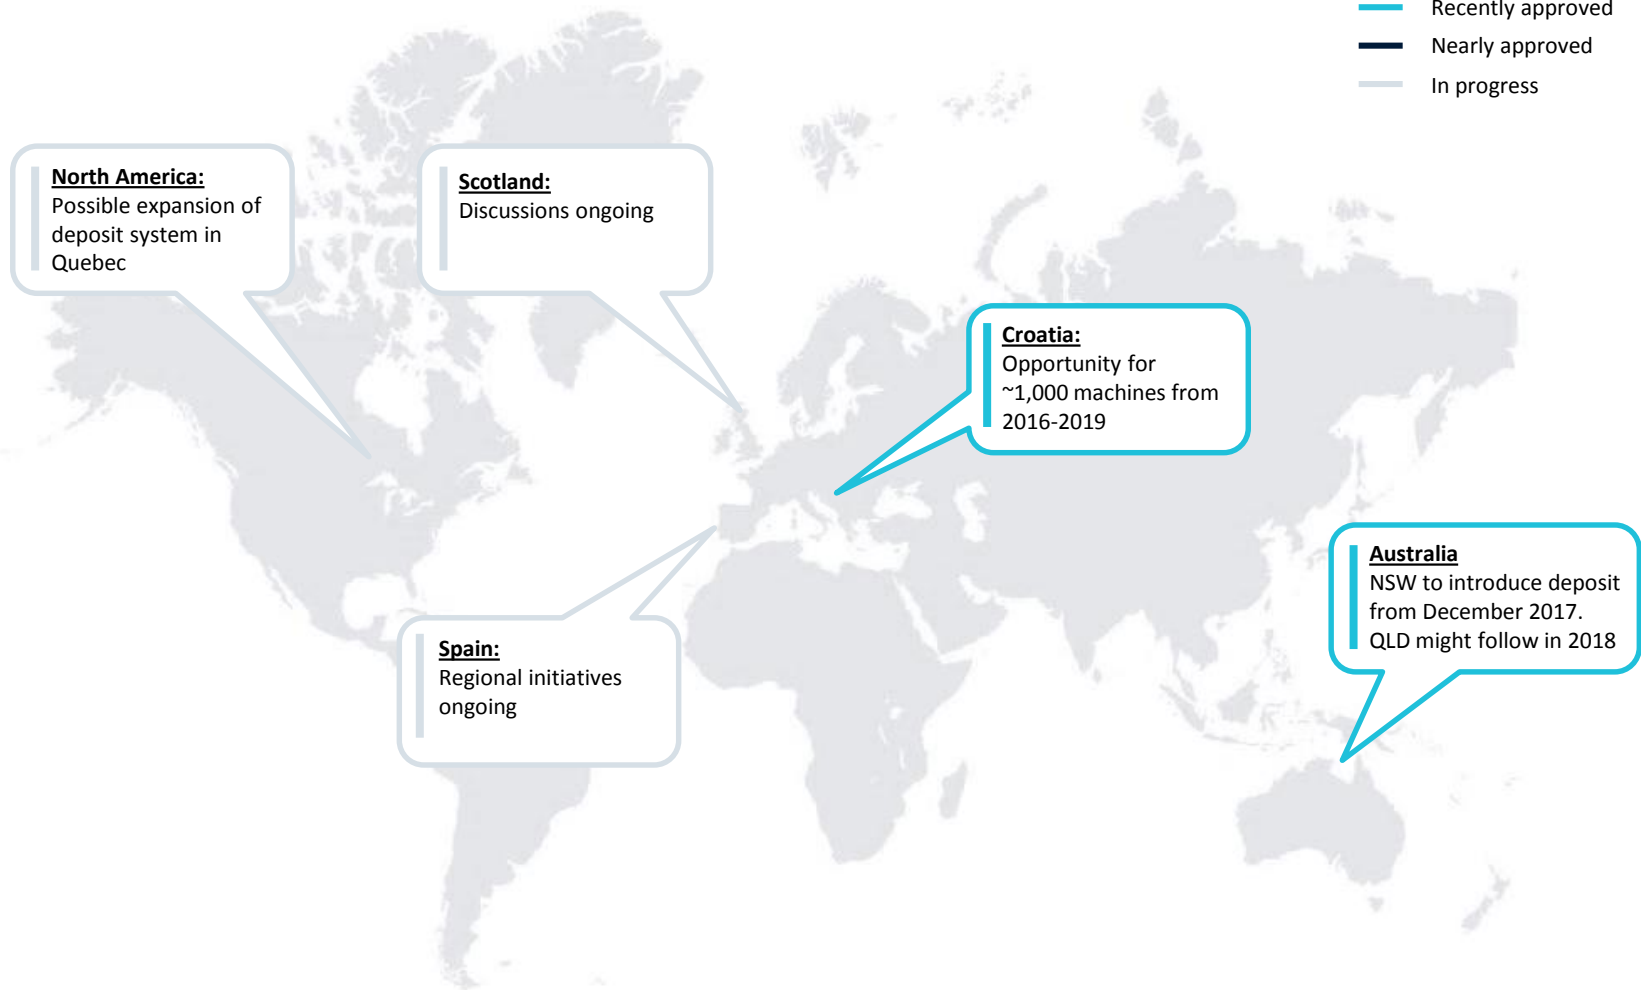 Recently approved
Nearly approved
In progress
North America:
Possible expansion of
deposit system in
Quebec
Scotland:
Discussions ongoing
Croatia:
Opportunity for
~1,000 machines from
2016-2019
Australia
NSW to introduce deposit
from December 2017.
QLD might follow in 2018
Spain:
Regional initiatives
ongoing